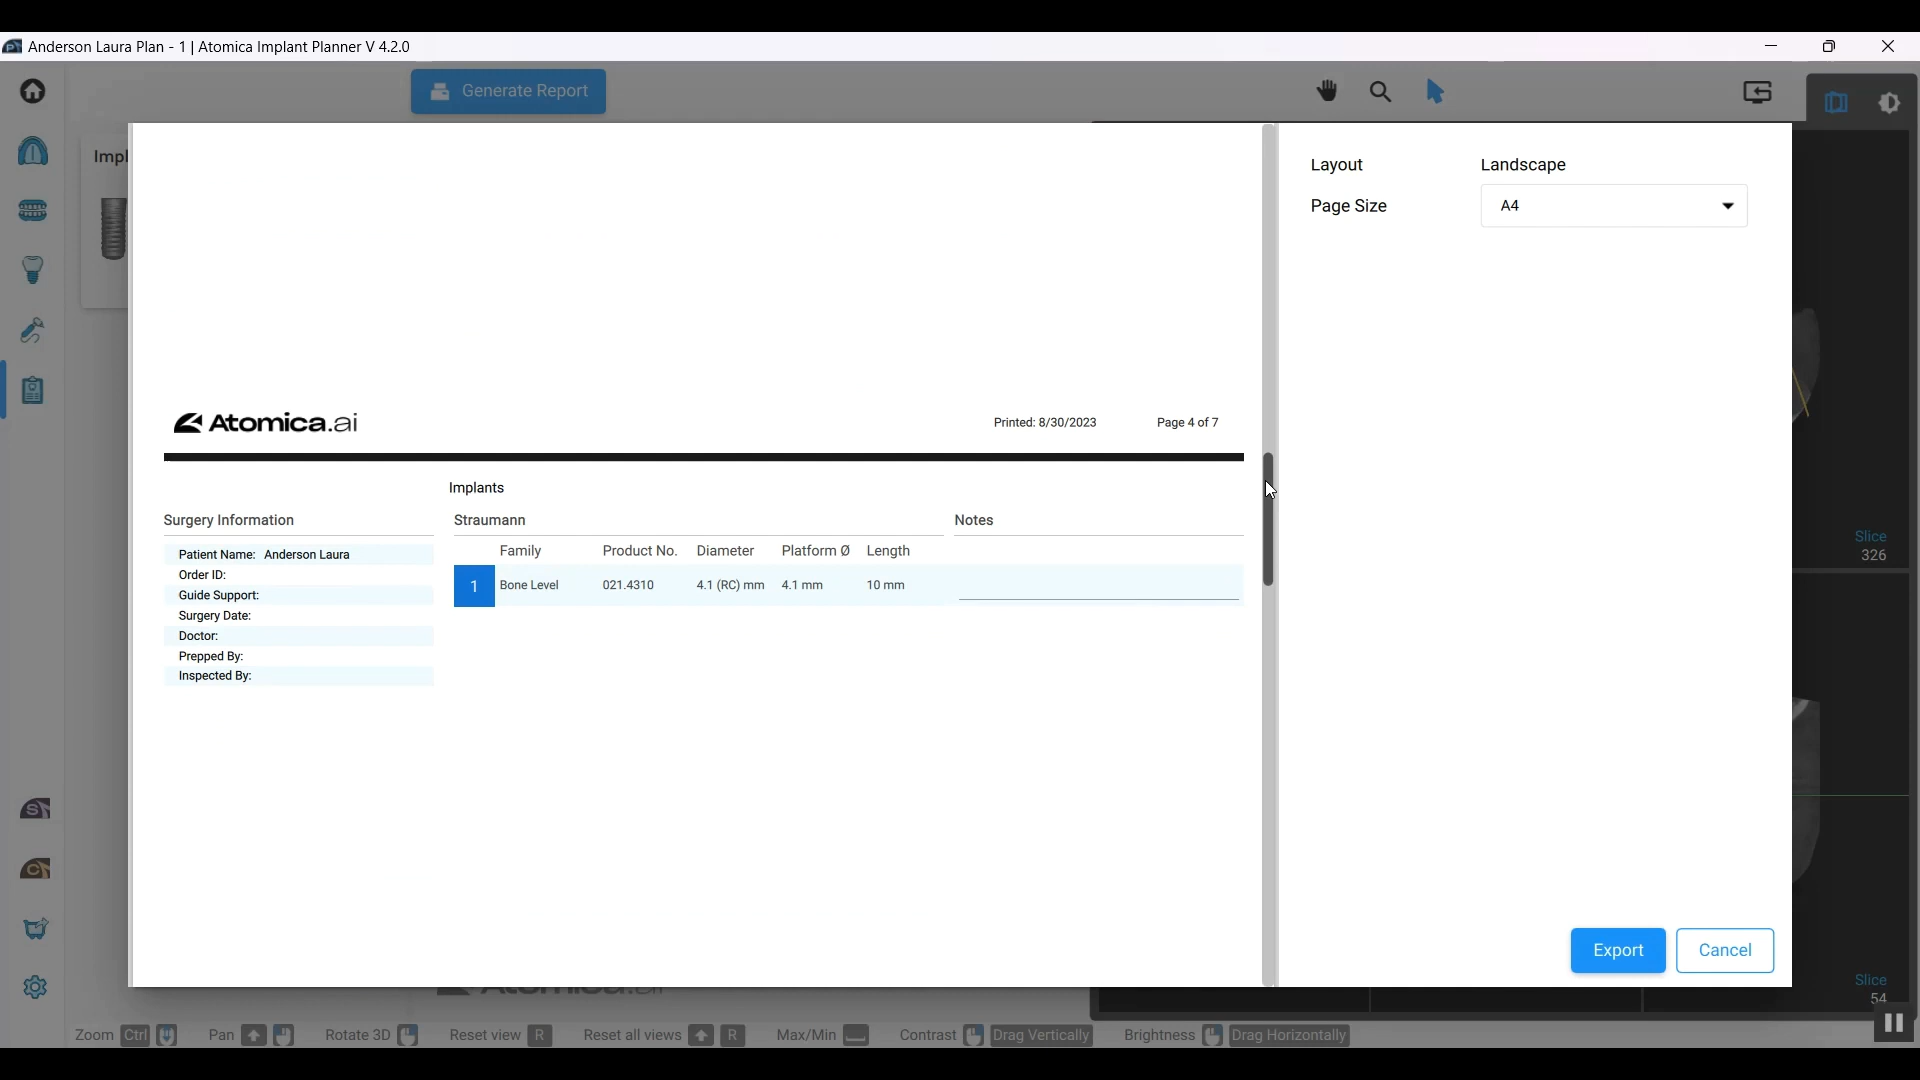 Anderson Laura Plan - 1 | Atomica Implant Planner V 4.2.0
Generate Report
Impl
Layout Landscape
Page Size A4
Atomica.ai Printed: 8/30/2023 Page 4 of 7
Implants
Surgery Information Straumann Notes
Family Product No. Diameter Platform Ø Length
1 Bone Level 021.4310 4.1 (RC) mm 4.1 mm 10 mm
Patient Name: Anderson Laura
Order ID:
Guide Support:
Surgery Date:
Doctor:
Prepped By:
Inspected By:
Slice
326
S
C
Export Cancel
Slice
54
Zoom Ctrl Pan Rotate 3D Reset view R Reset all views R Max/Min Contrast Drag Vertically Brightness Drag Horizontally